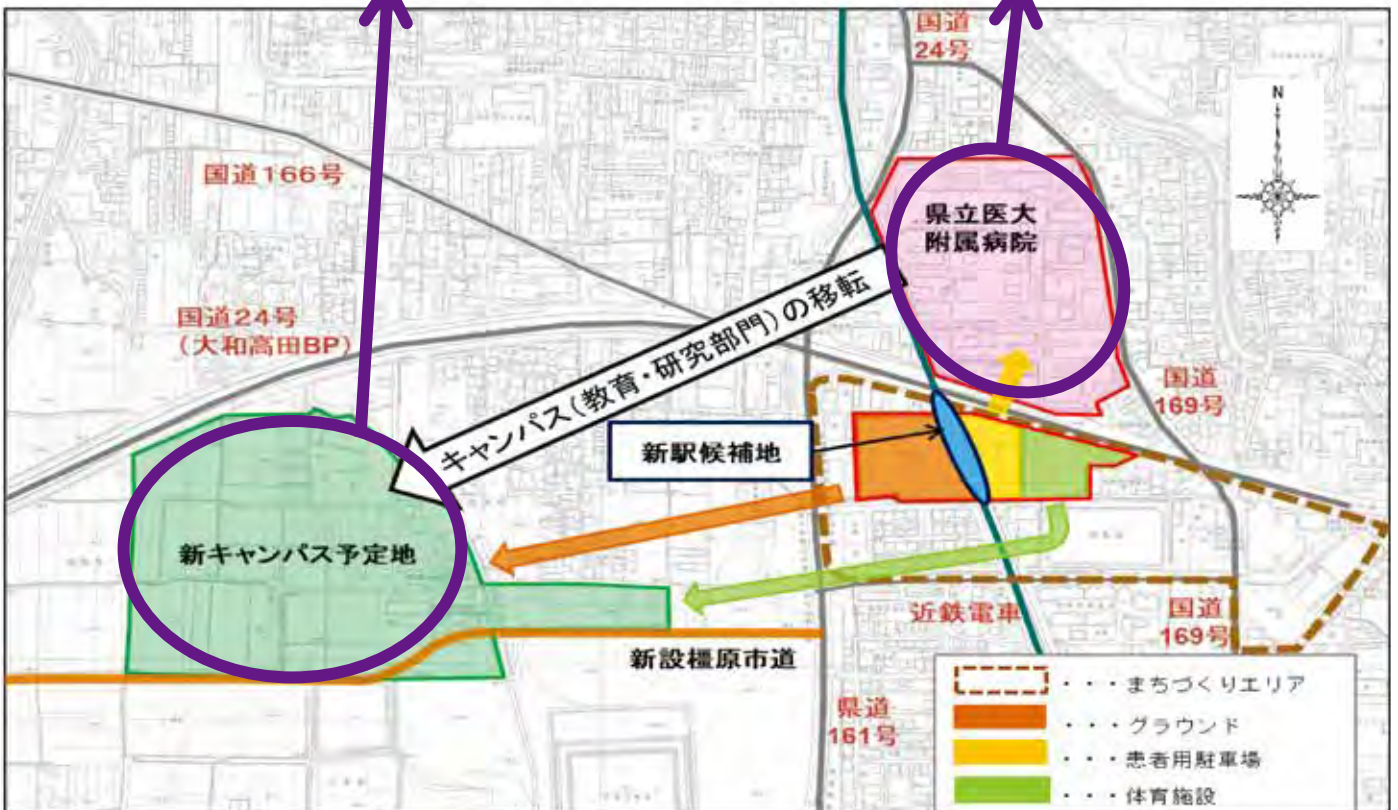 国道
24号
N
国道166号
県立医大
附属病院
国道24号
(大和高田BP)
キャンパス(教育・研究部門)の移転
国道
169号
新駅候補地
新キャンパス予定地
近鉄電車
国道
169号
新設橿原市道
県道
161号
・・・まちづくりエリア
・・・グラウンド
・・・患者用駐車場
・・・体育施設